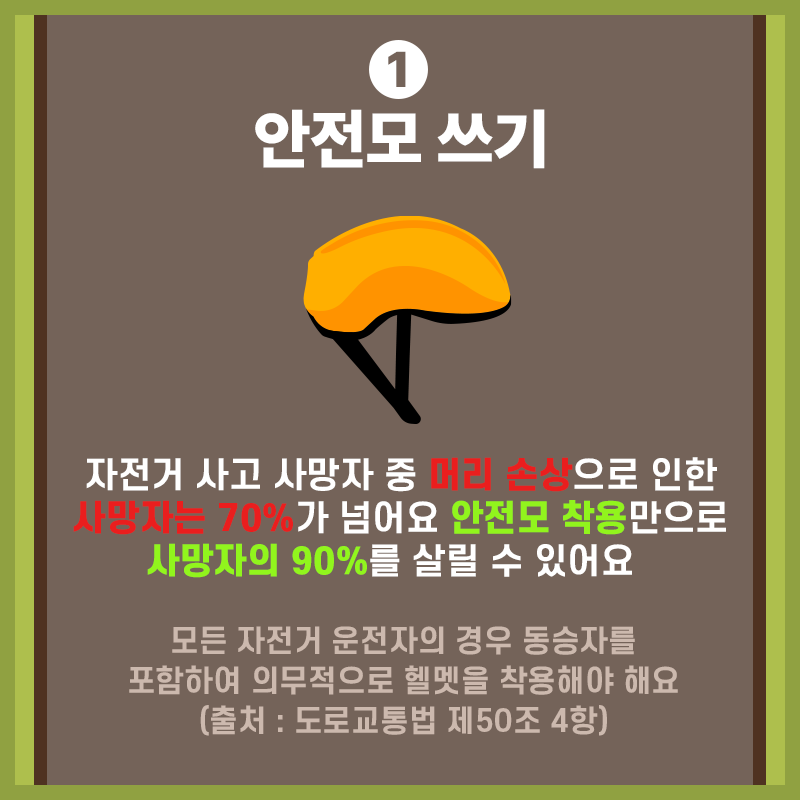 1
안전모 쓰기
자전거 사고 사망자 중 머리 손상으로 인한
사망자는 70%가 넘어요 안전모 착용만으로
사망자의 90%를 살릴 수 있어요
모든 자전거 운전자의 경우 동승자를
포함하여 의무적으로 헬멧을 착용해야 해요
(출처 : 도로교통법 제50조 4항)